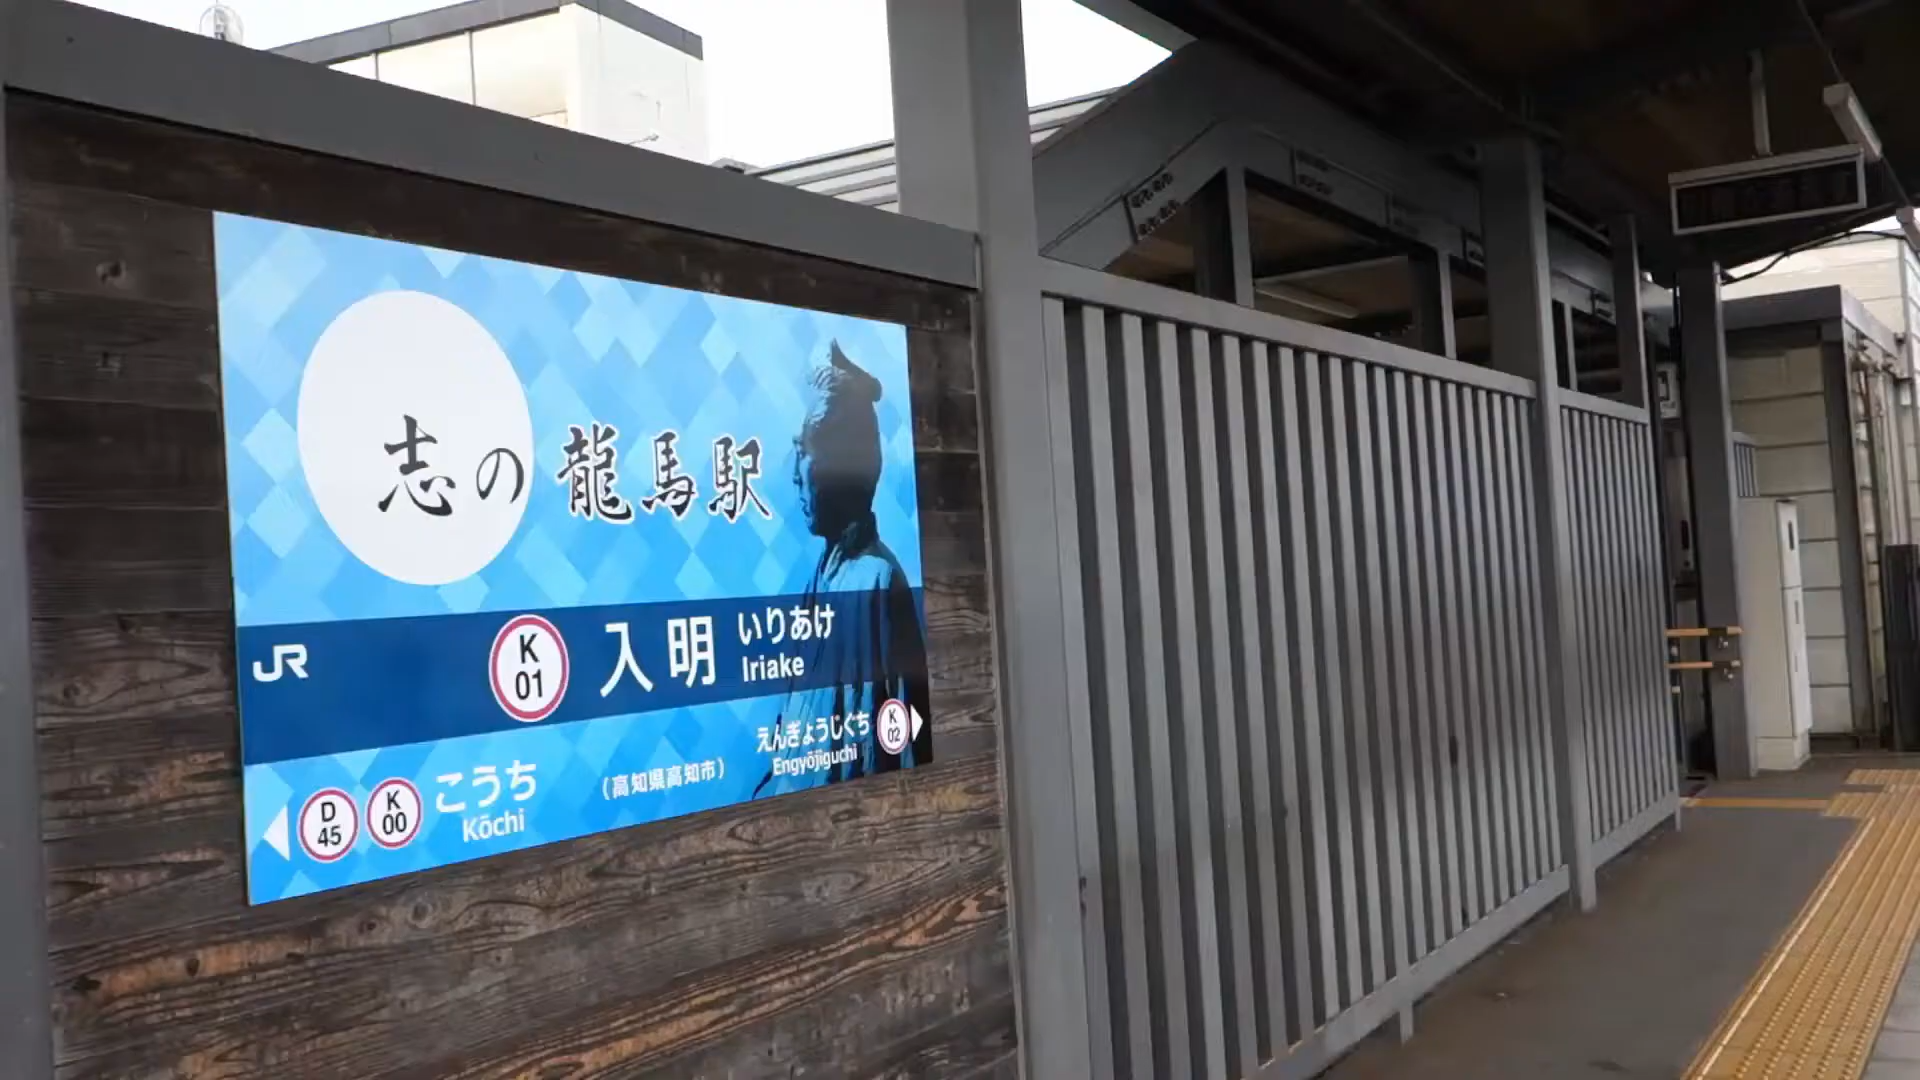 志の龍馬駅
JR
K
01
入明
いりあけ
Iriake
D
45
K
00
こうち
Kōchi
(高知県高知市)
えんぎょうじぐち
Engyōjiguchi
K
02